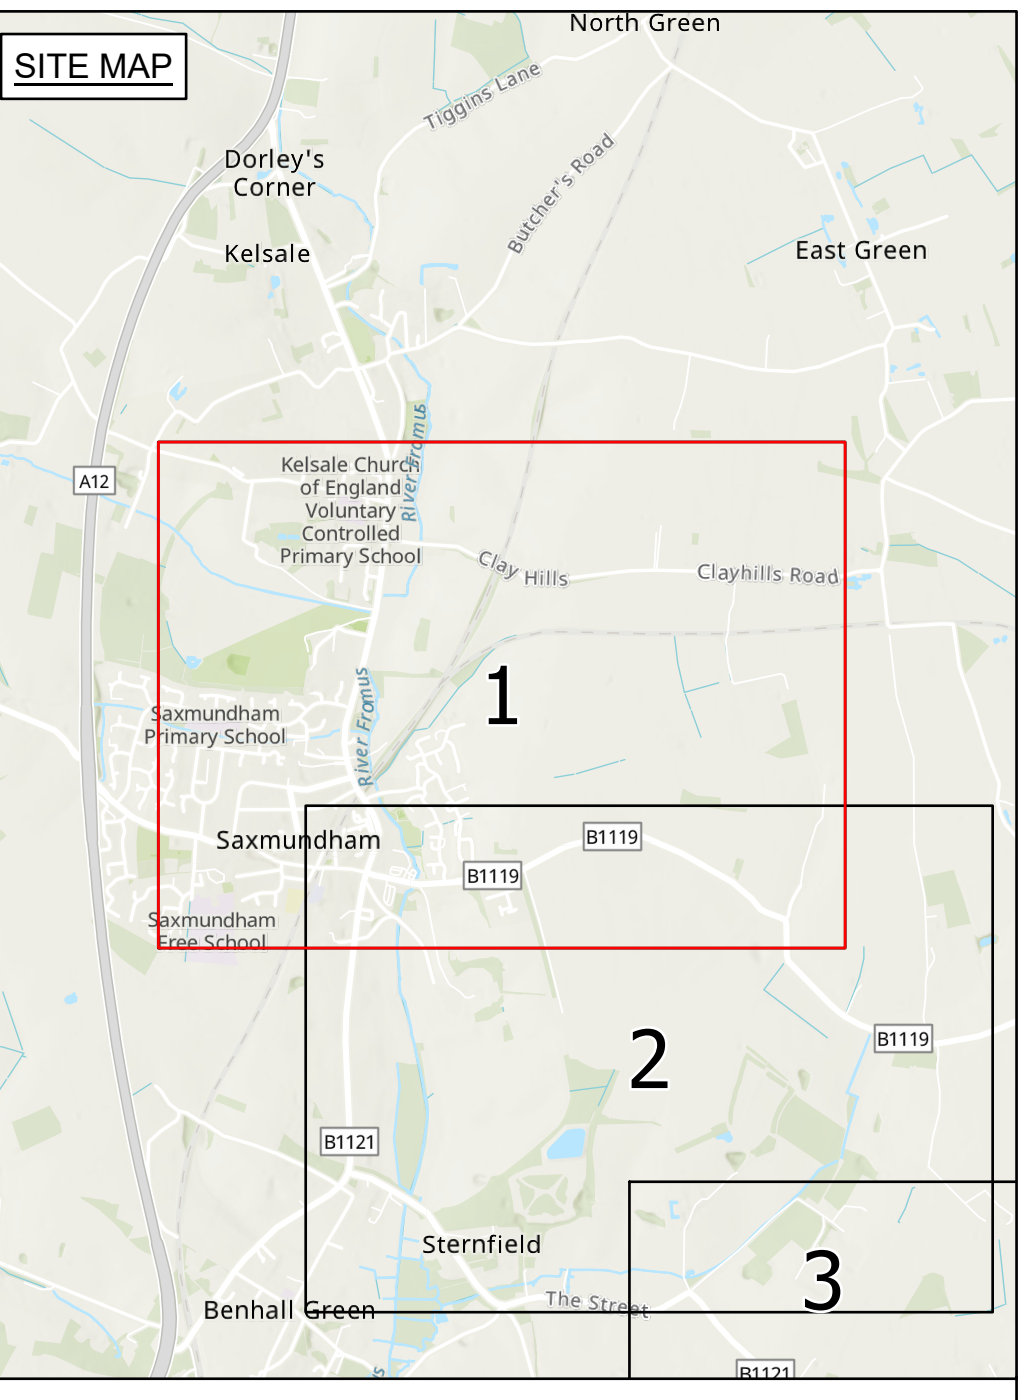 North Green
SITE MAP
Tiggins Lane
Dorley's
Corner
Butcher's Road
Kelsale
East Green
River Fromus
Kelsale Church
of England
Voluntary
Controlled
Primary School
A12
Clay Hills
Clayhills Road
River Fromus
1
Saxmundham
Primary School
Saxmundham
B1119
B1119
Saxmundham
Free School
2
B1119
B1121
Sternfield
3
The Street
Benhall Green
B1121